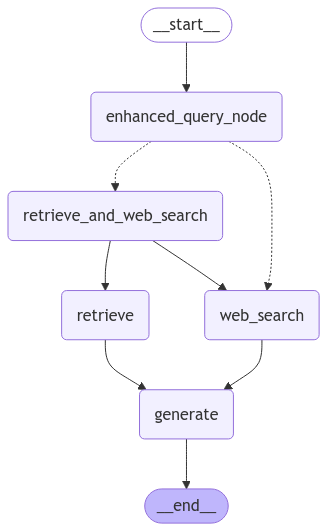 __start__
enhanced_query_node
retrieve_and_web_search
retrieve
web_search
generate
__end__